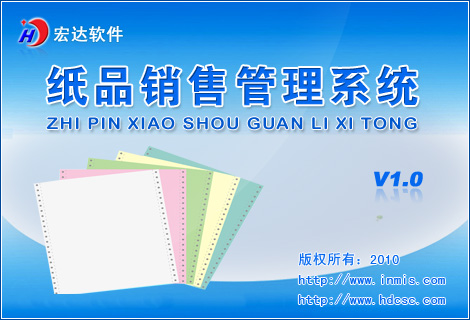 宏达软件
纸品销售管理系统
ZHI PIN XIAO SHOU GUAN LI XI TONG
V1.0
版权所有：2010
http://www.inmis.com
http://www.hdcsc.com